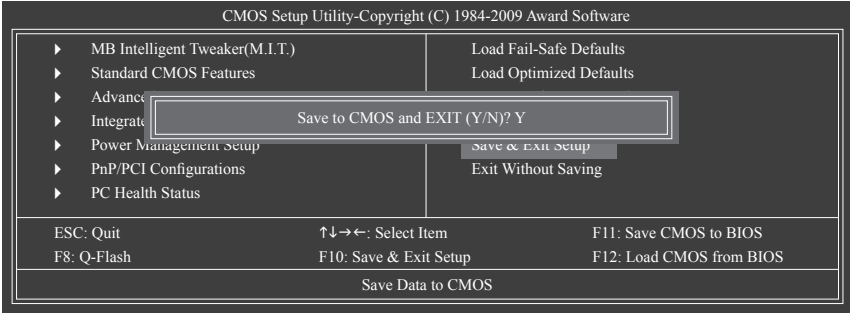 CMOS Setup Utility-Copyright (C) 1984-2009 Award Software
MB Intelligent Tweaker(M.I.T.)
Standard CMOS Features
Power Management Setup
PnP/PCI Configurations
PC Health Status
Load Fail-Safe Defaults
Load Optimized Defaults
Save & Exit Setup
Exit Without Saving
Save to CMOS and EXIT (Y/N)? Y
ESC: Quit ↑↓→←: Select Item F11: Save CMOS to BIOS
F8: Q-Flash F10: Save & Exit Setup F12: Load CMOS from BIOS
Save Data to CMOS